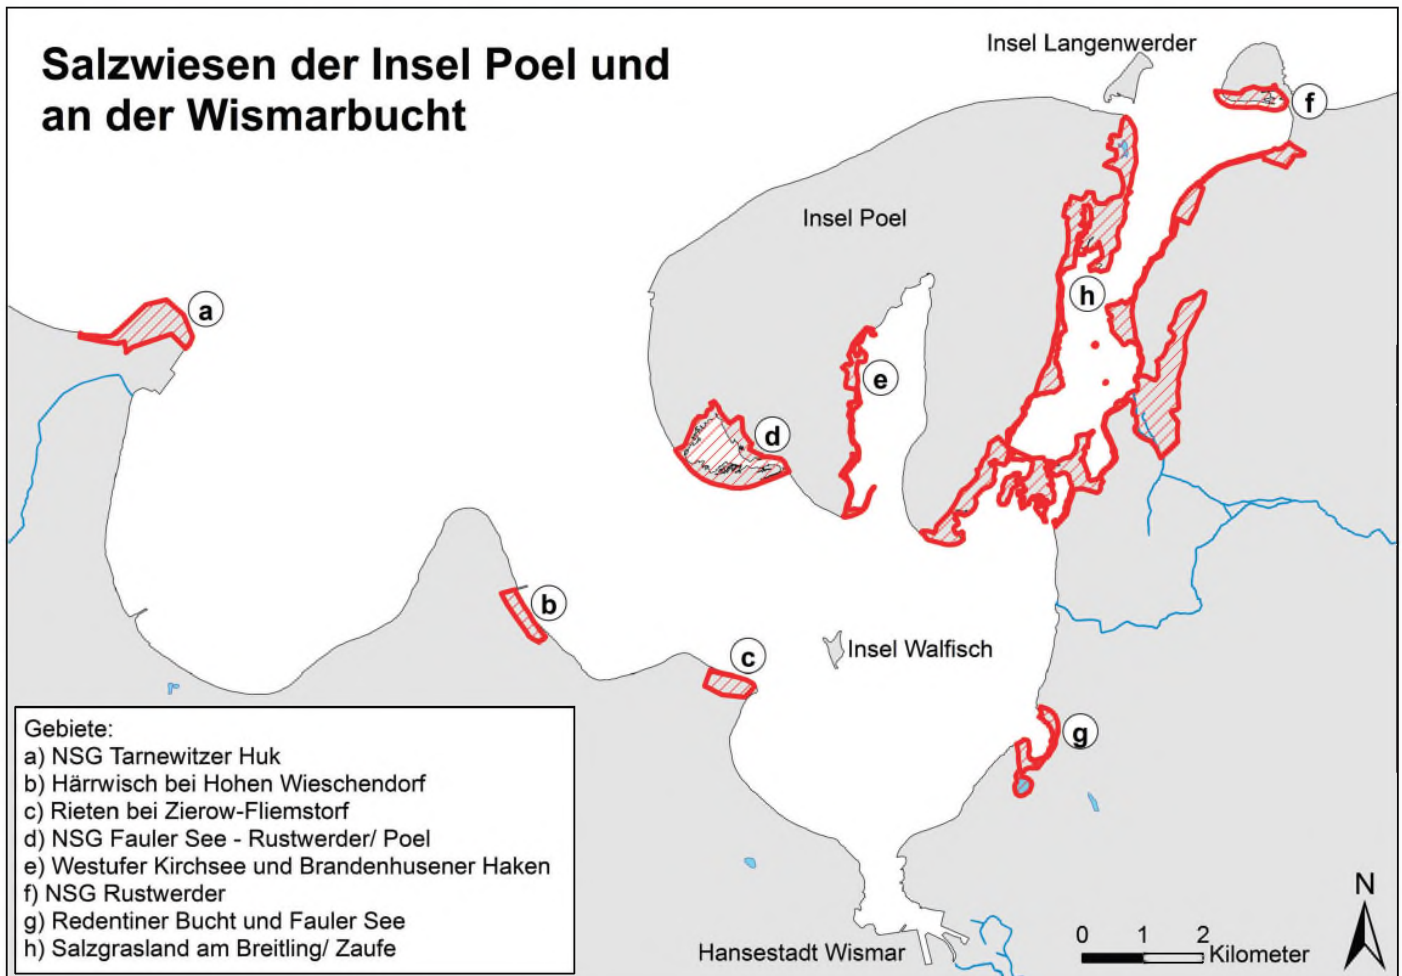 Salzwiesen der Insel Poel und
an der Wismarbucht
Insel Langenwerder
f
Insel Poel
a
h
e
d
b
c
Insel Walfisch
g
Gebiete:
a) NSG Tarnewitzer Huk
b) Härrwisch bei Hohen Wieschendorf
c) Rieten bei Zierow-Fliemstorf
d) NSG Fauler See - Rustwerder/ Poel
e) Westufer Kirchsee und Brandenhusener Haken
f) NSG Rustwerder
g) Redentiner Bucht und Fauler See
h) Salzgrasland am Breitling/ Zaufe
Hansestadt Wismar
0 1 2
Kilometer
N